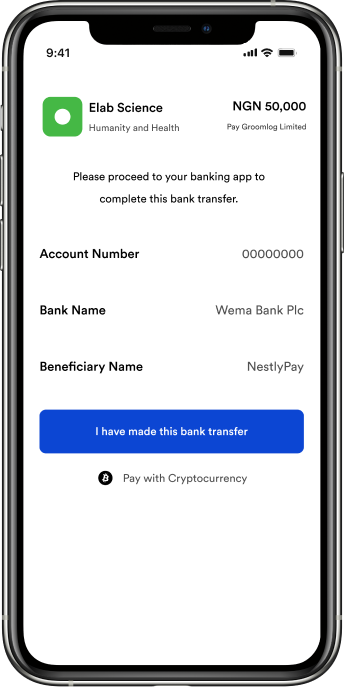 9:41
Elab Science
NGN 50,000
Humanity and Health
Pay Groomlog Limited
Please proceed to your banking app to
complete this bank transfer.
Account Number
00000000
Bank Name
Wema Bank Plc
Beneficiary Name
NestlyPay
I have made this bank transfer
Pay with Cryptocurrency